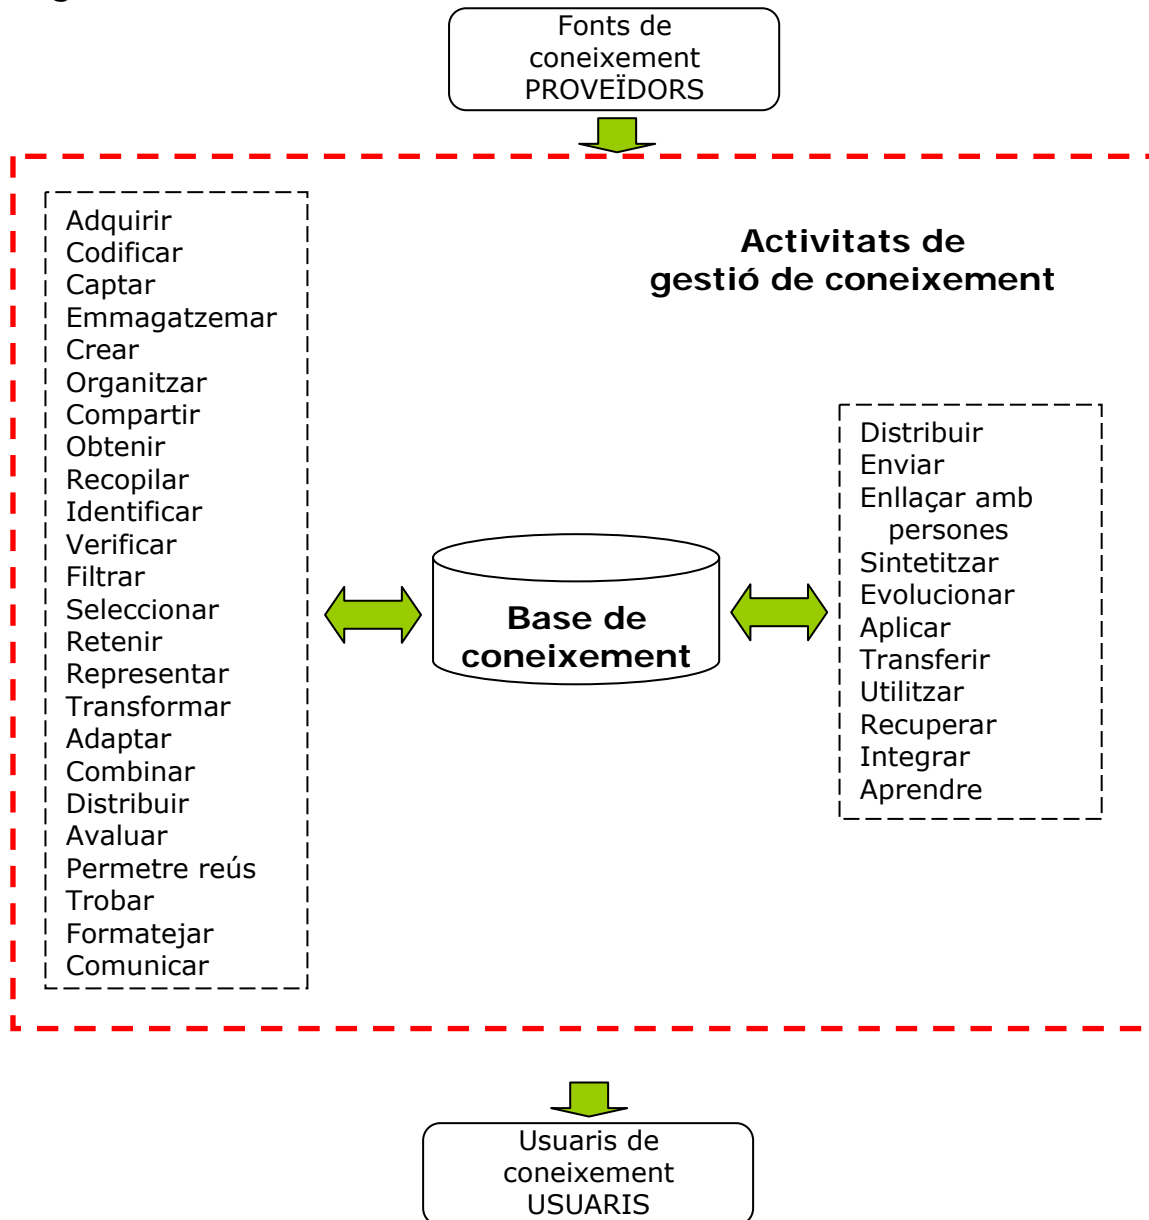 Fonts de
coneixement
PROVEÏDORS
Activitats de
gestió de coneixement
Adquirir
Codificar
Captar
Emmagatzemar
Crear
Organitzar
Compartir
Obtenir
Recopilar
Identificar
Verificar
Filtrar
Seleccionar
Retenir
Representar
Transformar
Adaptar
Combinar
Distribuir
Avaluar
Permetre reús
Trobar
Formatejar
Comunicar
Base de
coneixement
Distribuir
Enviar
Enllaçar amb
persones
Sintetitzar
Evolucionar
Aplicar
Transferir
Utilitzar
Recuperar
Integrar
Aprendre
Usuaris de
coneixement
USUARIS